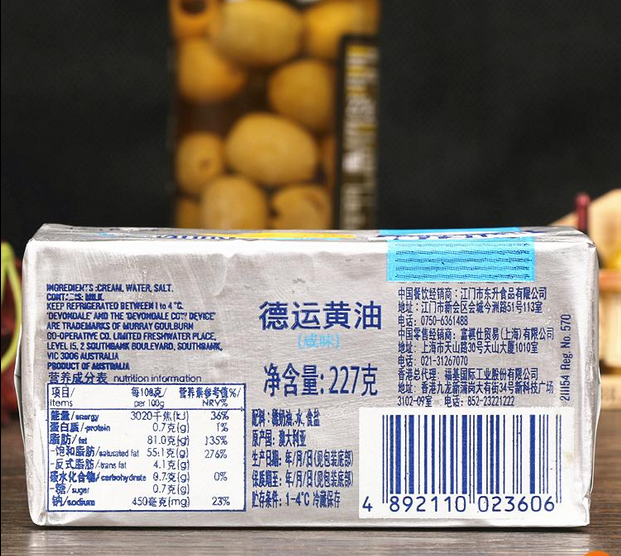 INGREDIENTS :CREAM, WATER, SALT.
CONTAINS: MILK.
KEEP REFRIGERATED BETWEEN 1 to 4 °C.
'DEVONDALE' AND THE 'DEVONDALE COW DEVICE'
ARE TRADEMARKS OF MURRAY GOULBURN
CO-OPERATIVE CO. LIMITED FRESHWATER PLACE,
LEVEL 15, 2 SOUTHBANK BOULEVARD, SOUTHBANK,
VIC 3006 AUSTRALIA
PRODUCT OF AUSTRALIA
营养成分表 nutrition information
项目/ 每100克/ 营养素参考值%/
items per 100g NRV%
能量/energy 3020千焦(kJ) 36%
蛋白质/protein 0.7克(g) 1%
脂肪/fat 81.0克(g) 135%
-饱和脂肪/saturated fat 55.1克(g) 276%
-反式脂肪/trans fat 4.1克(g)
碳水化合物/carbohydrate 0.7克(g) 0%
-糖/sugar 0.7克(g)
钠/sodium 450毫克(mg) 23%
德运黄油
(咸味)
净含量:227克
配料:稀奶油,水,食盐
原产国:澳大利亚
生产日期:年/月/日(见包装底部)
保质期至:年/月/日(见包装底部)
贮存条件:1-4℃ 冷藏保存
中国餐饮经销商:江门市东升食品有限公司
地址:江门市新会区会城今洲路51号113室
电话:0750-6361488
中国零售经销商:富褀仕贸易(上海)有限公司
地址:上海市天山路30号天山大厦1010室
电话:021-31267070
香港总代理:福基国际工业股份有限公司
地址:香港九龙新蒲岗大有街34号新科技广场
3102-09室 电话:852-23221222
211154 Reg. No. 570
4 892110 023606